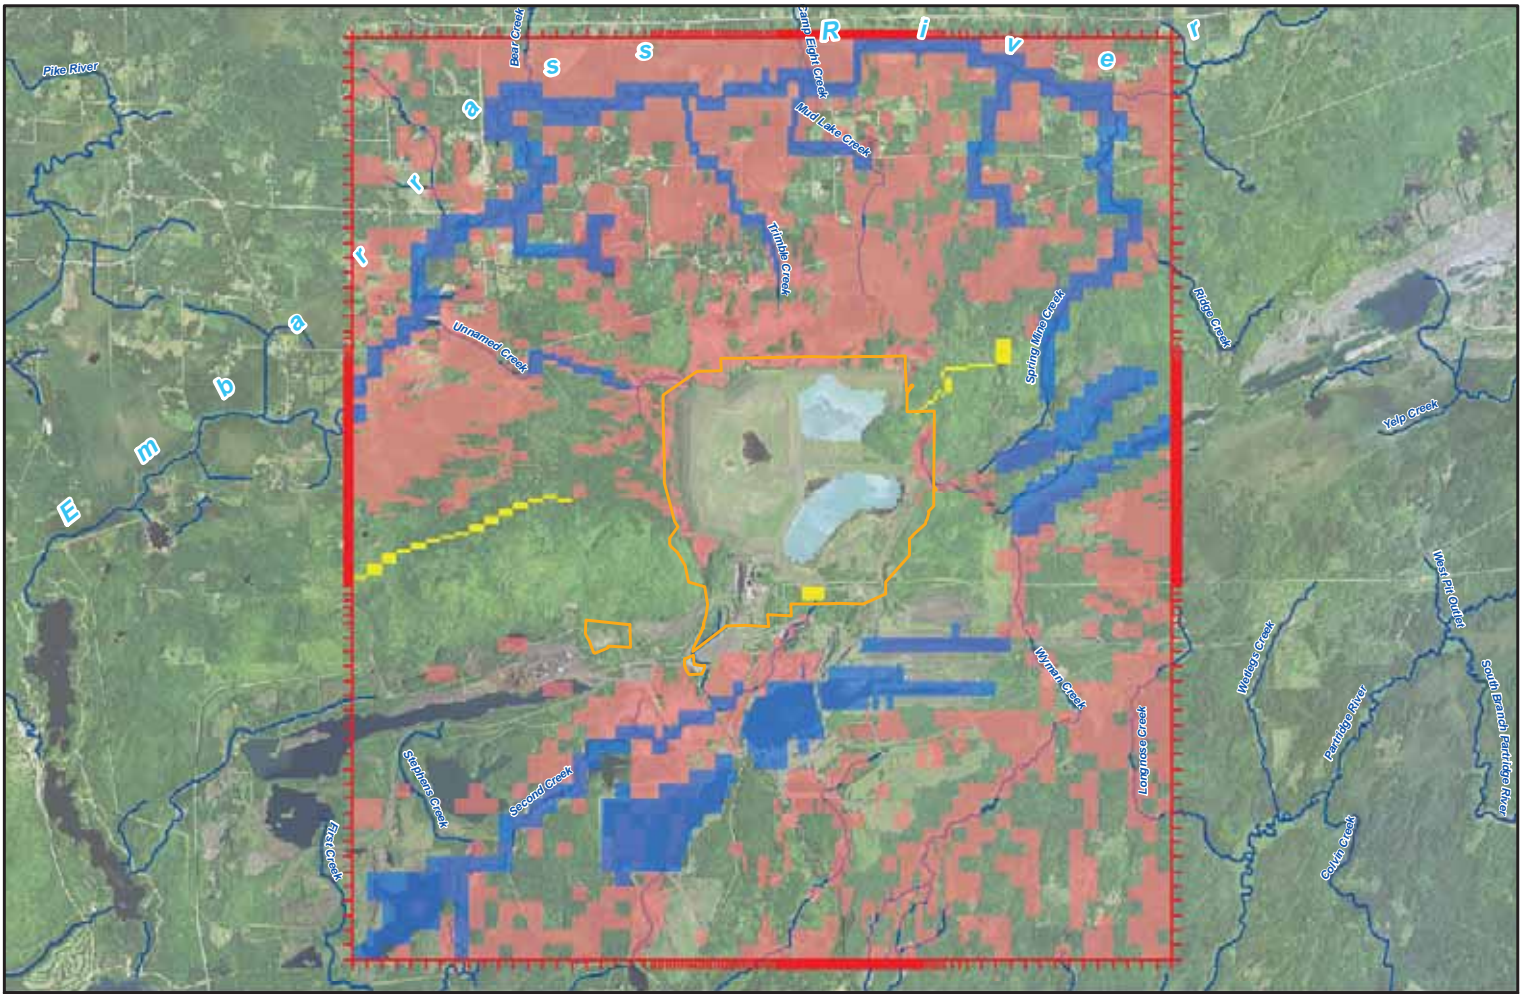 Bear Creek
Camp Eight Creek
Embarrass River
Pike River
Mud Lake Creek
Trimble Creek
Unnamed Creek
Spring Mine Creek
Ridge Creek
Yelp Creek
West Pit Outlet
Wetlegs Creek
Wyman Creek
Partridge River
South Branch Partridge River
Longnose Creek
Stephens Creek
Second Creek
First Creek
Colvin Creek